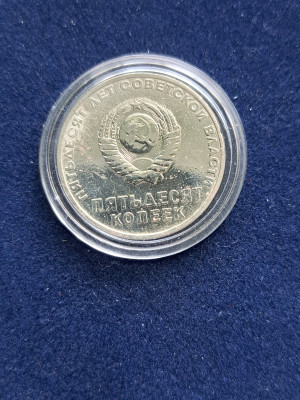 ПЯТЬДЕСЯТ ЛЕТ СОВЕТСКОЙ ВЛАСТИ
ПЯТЬДЕСЯТ
КОПЕЕК